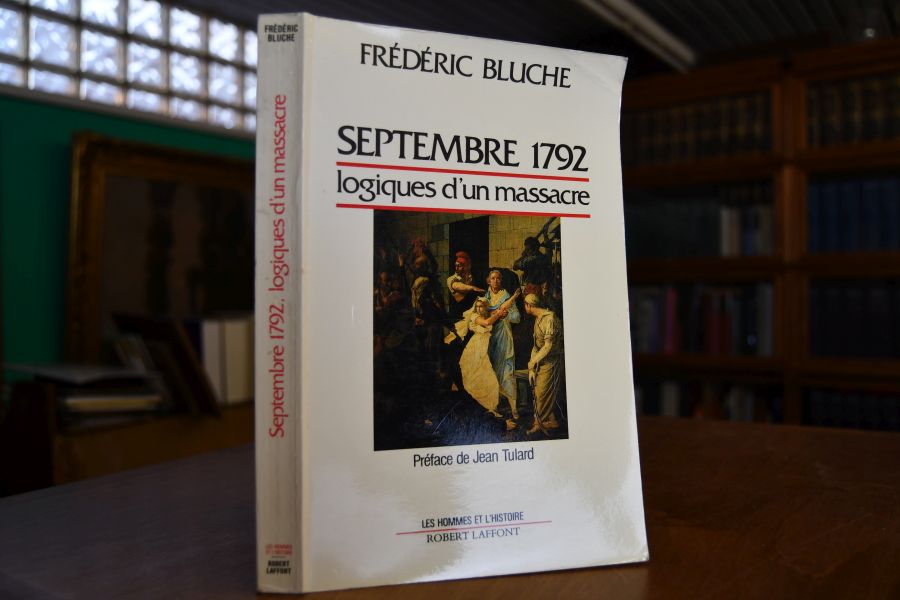 FRÉDÉRIC
BLUCHE
Septembre 1792, logiques d'un massacre
LES HOMMES
ET L'HISTOIRE
ROBERT
LAFFONT
FRÉDÉRIC BLUCHE
SEPTEMBRE 1792
logiques d'un massacre
Préface de Jean Tulard
LES HOMMES ET L'HISTOIRE
ROBERT LAFFONT